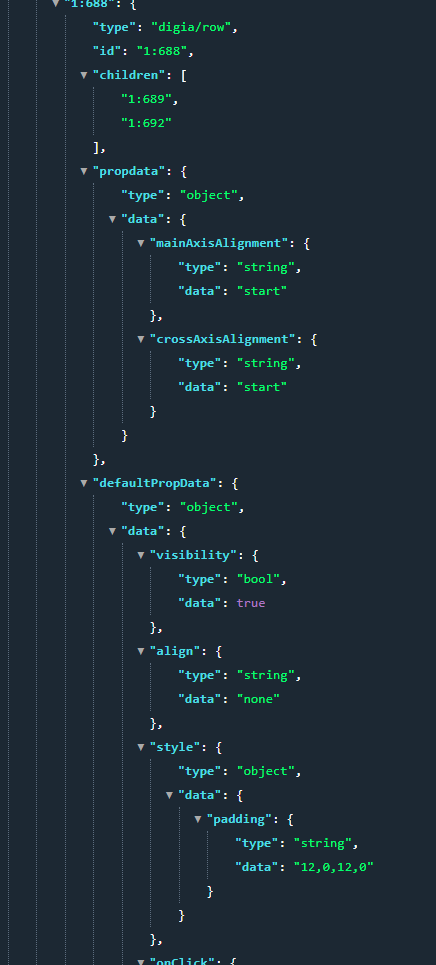 "1:688": {
"type": "digia/row",
"id": "1:688",
"children": [
"1:689",
"1:692"
],
"propdata": {
"type": "object",
"data": {
"mainAxisAlignment": {
"type": "string",
"data": "start"
},
"crossAxisAlignment": {
"type": "string",
"data": "start"
}
}
},
"defaultPropData": {
"type": "object",
"data": {
"visibility": {
"type": "bool",
"data": true
},
"align": {
"type": "string",
"data": "none"
},
"style": {
"type": "object",
"data": {
"padding": {
"type": "string",
"data": "12,0,12,0"
}
}
},
"onClick": {